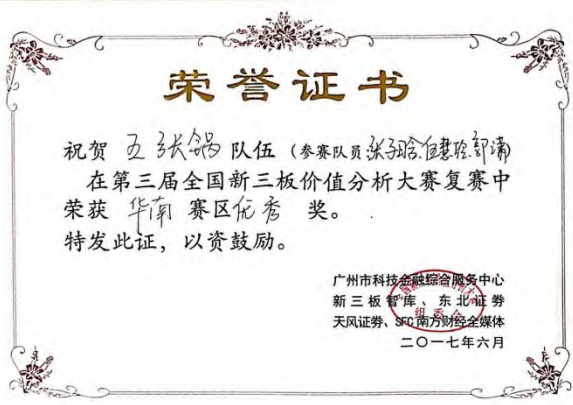 荣誉证书
祝贺 五张锅 队伍（参赛队员张子晗
在第三届全国新三板价值分析大赛复赛中
荣获 华南 赛区优秀 奖。
特发此证，以资鼓励。
广州市科技金融综合服务中心
新三板智库、东北证券
天风证券、SFC南方财经全媒体
二〇一七年六月
组委会